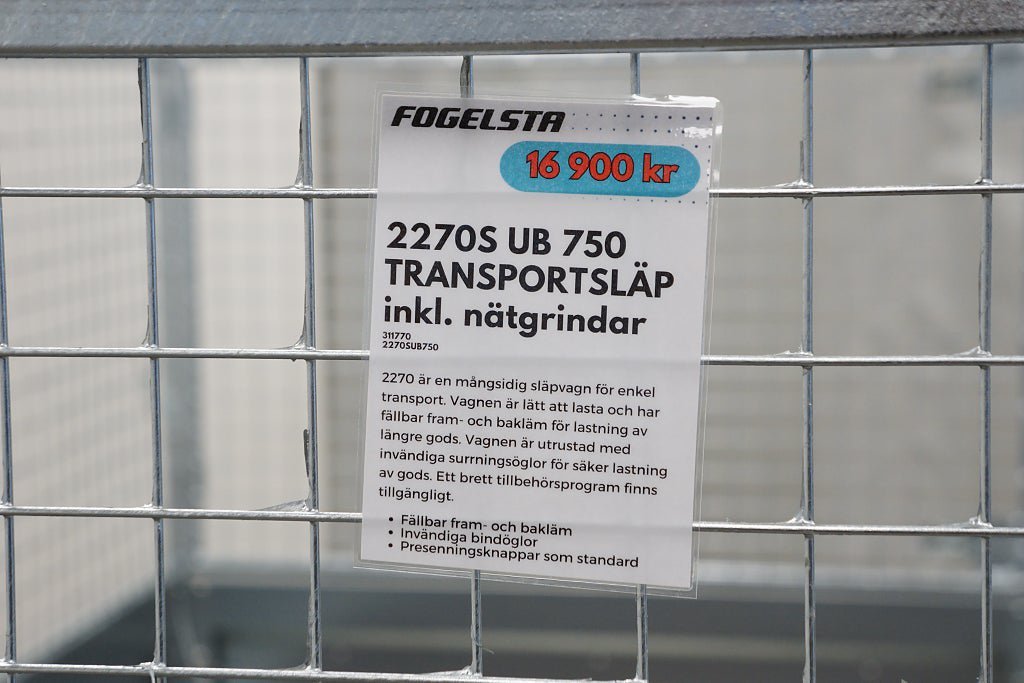 FOGELSTA
16 900 kr
2270S UB 750
TRANSPORTSLÄP
inkl. nätgrindar
311770
2270SUB750
2270 är en mångsidig släpvagn för enkel
transport. Vagnen är lätt att lasta och har
fällbar fram- och bakläm för lastning av
längre gods. Vagnen är utrustad med
invändiga surrningsöglor för säker lastning
av gods. Ett brett tillbehörsprogram finns
tillgängligt.
• Fällbar fram- och bakläm
• Invändiga bindöglor
• Presenningsknappar som standard